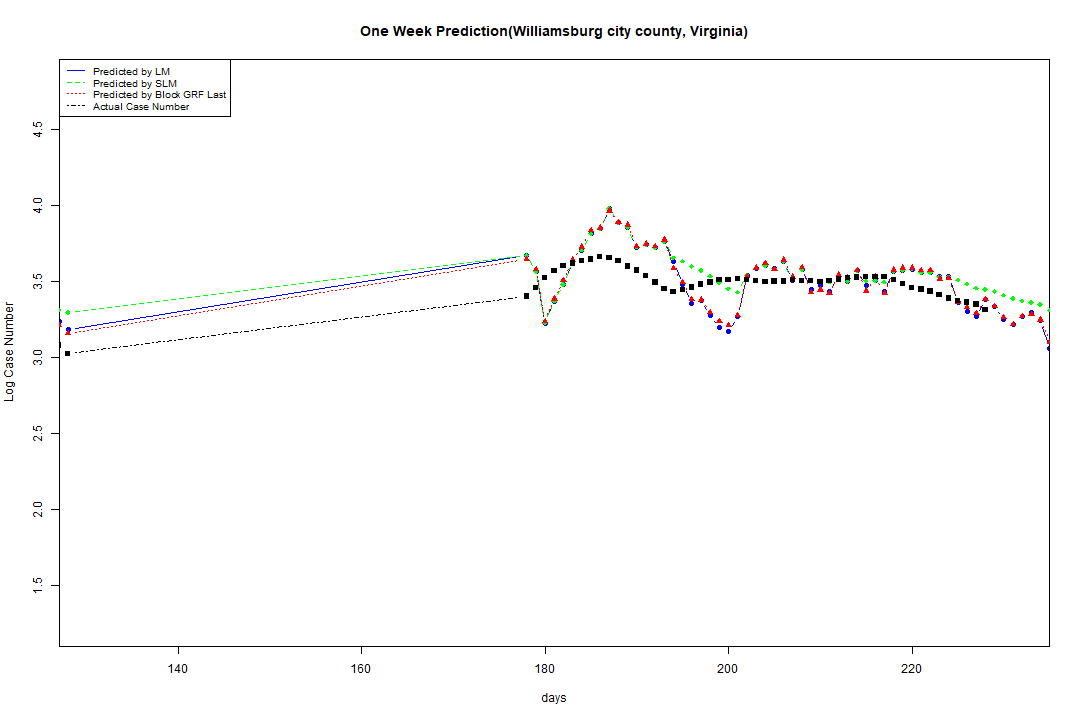 One Week Prediction(Williamsburg city county, Virginia)
Predicted by LM
Predicted by SLM
Predicted by Block GRF Last
Actual Case Number
Log Case Number
4.5
4.0
3.5
3.0
2.5
2.0
1.5
140 160 180 200 220
days